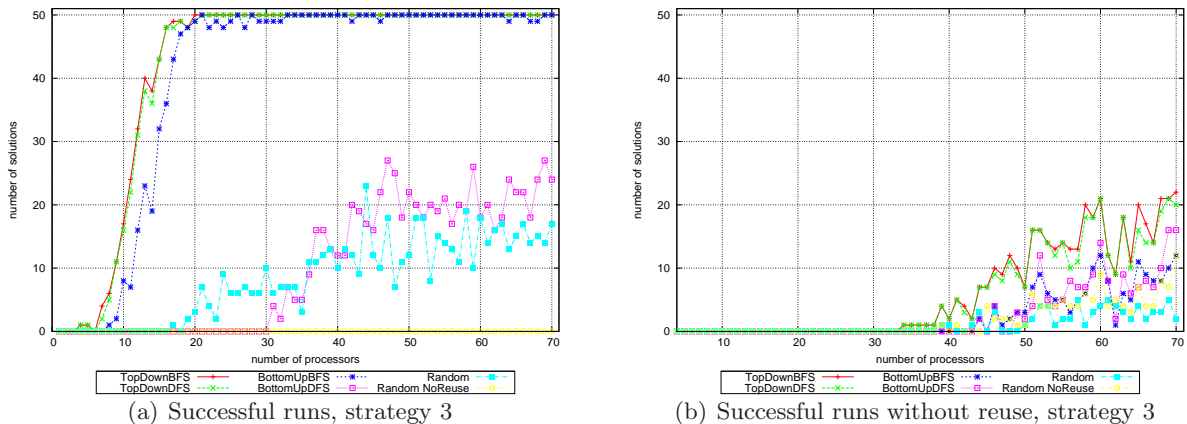 50
40
30
20
10
0
number of solutions
0 10 20 30 40 50 60 70
number of processors
TopDownBFS
TopDownDFS
BottomUpBFS
BottomUpDFS
Random
Random NoReuse
(a) Successful runs, strategy 3
50
40
30
20
10
0
number of solutions
10 20 30 40 50 60 70
number of processors
TopDownBFS
TopDownDFS
BottomUpBFS
BottomUpDFS
Random
Random NoReuse
(b) Successful runs without reuse, strategy 3